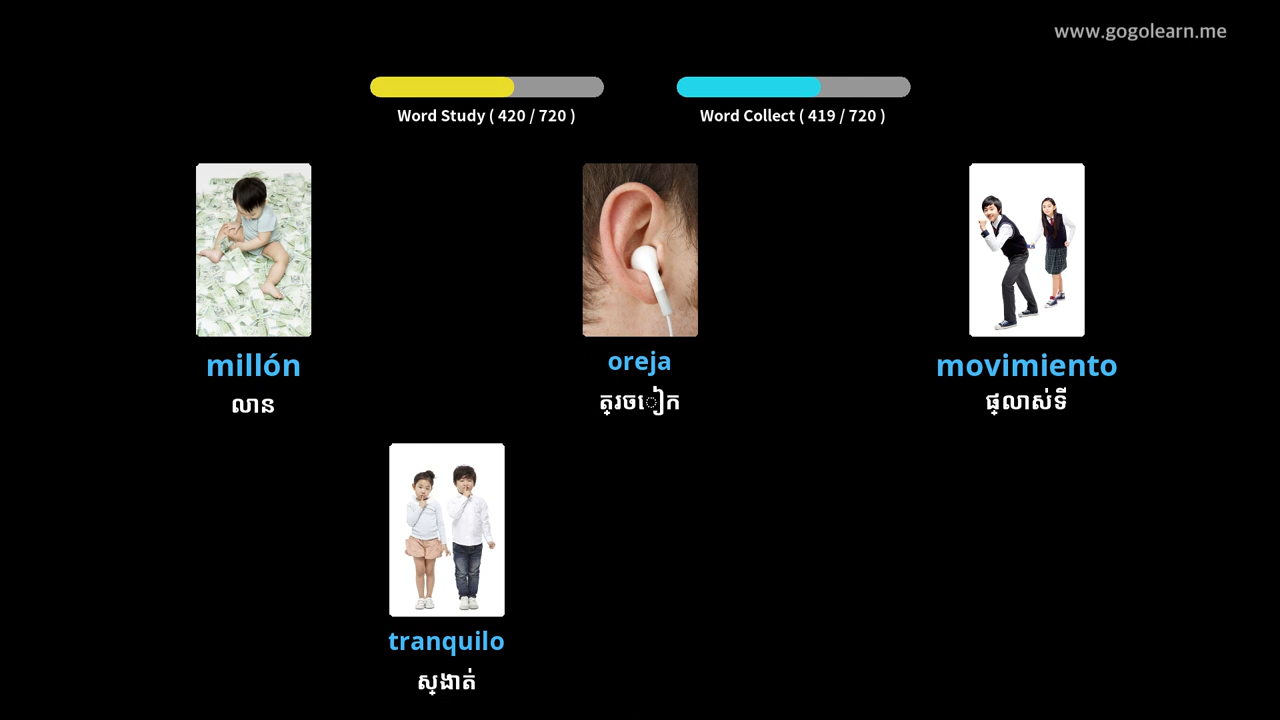 www.gogolearn.me
Word Study ( 420 / 720 )
Word Collect ( 419 / 720 )
millón
លាន
oreja
ត្រចៀក
movimiento
ផ្លាស់ទី
tranquilo
ស្ងាត់